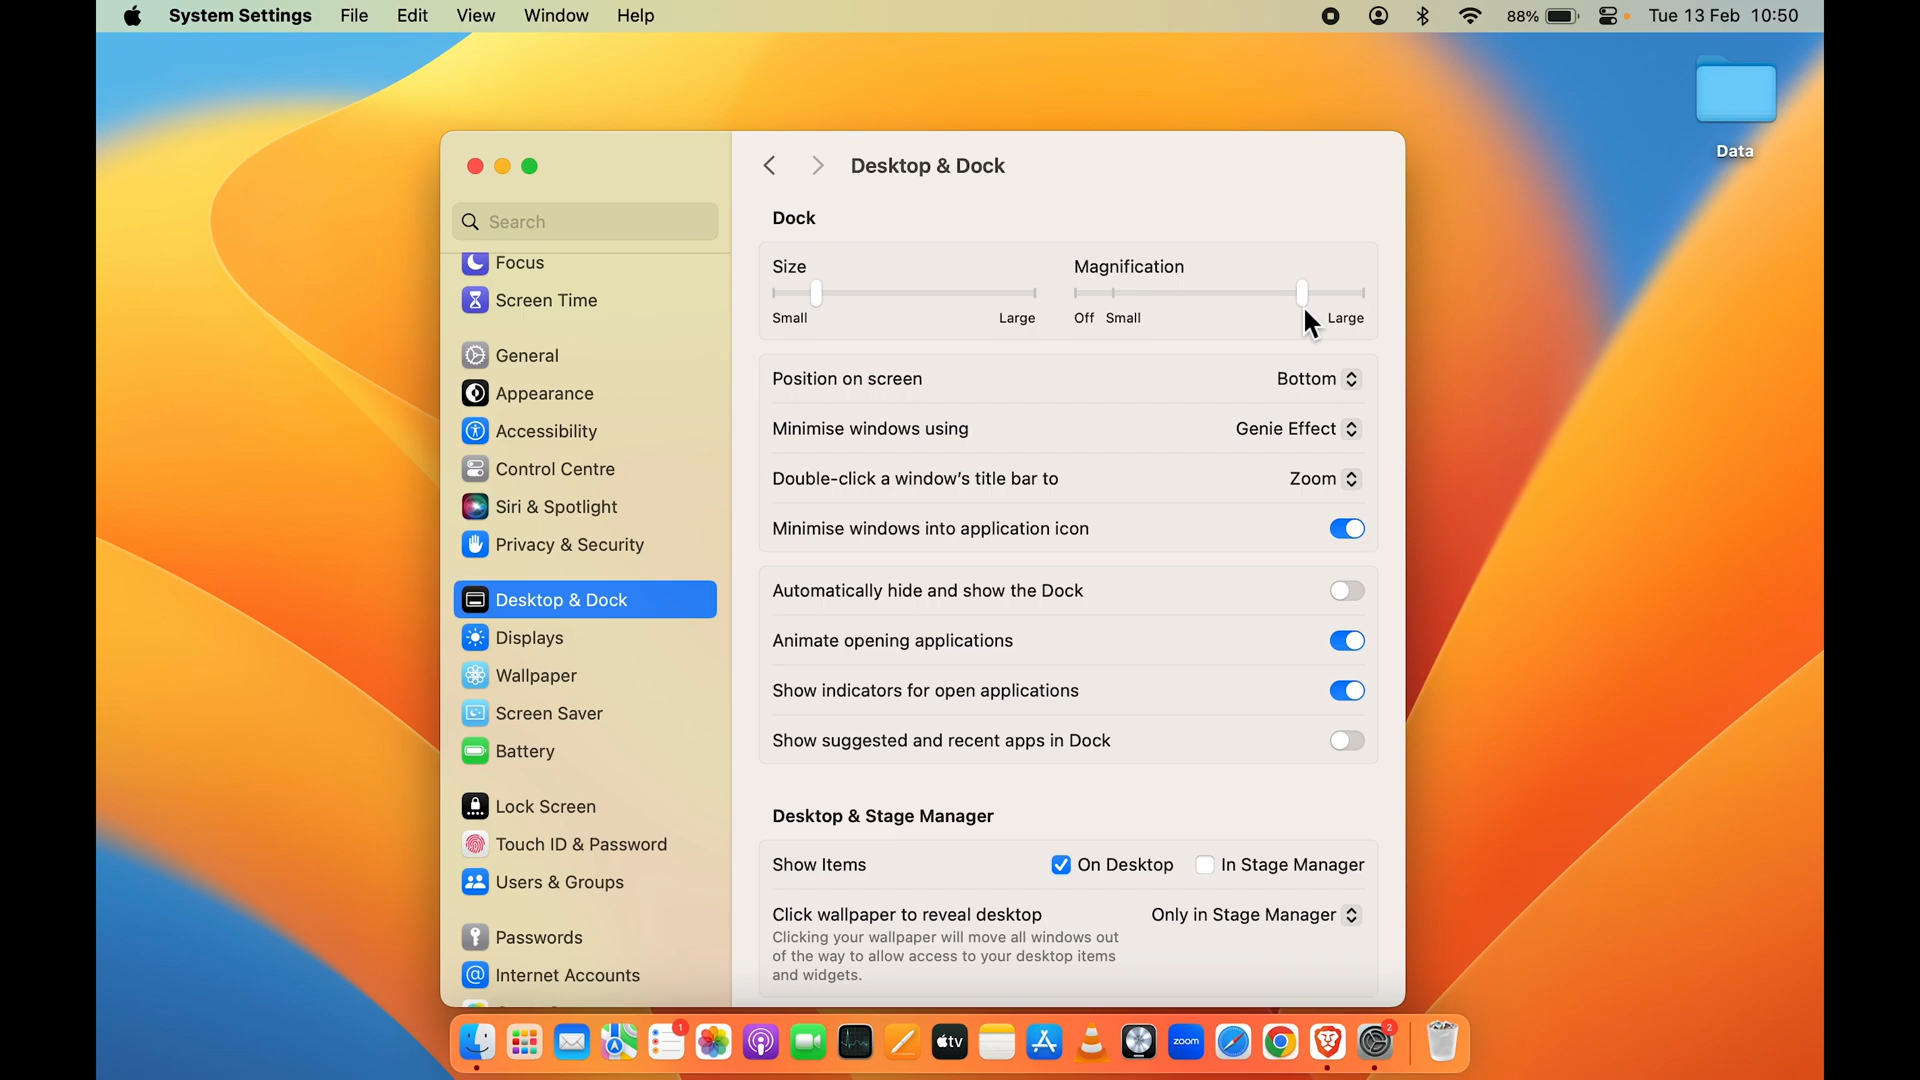 System Settings File Edit View Window Help 88% Tue 13 Feb 10:50
Data
Desktop & Dock
Search
Focus
Screen Time
General
Appearance
Accessibility
Control Centre
Siri & Spotlight
Privacy & Security
Desktop & Dock
Displays
Wallpaper
Screen Saver
Battery
Lock Screen
Touch ID & Password
Users & Groups
Passwords
Internet Accounts
Dock
Size Magnification
Small Large Off Small Large
Position on screen Bottom
Minimise windows using Genie Effect
Double-click a window's title bar to Zoom
Minimise windows into application icon
Automatically hide and show the Dock
Animate opening applications
Show indicators for open applications
Show suggested and recent apps in Dock
Desktop & Stage Manager
Show Items On Desktop In Stage Manager
Click wallpaper to reveal desktop Only in Stage Manager
Clicking your wallpaper will move all windows out
of the way to allow access to your desktop items
and widgets.
1 tv zoom 2